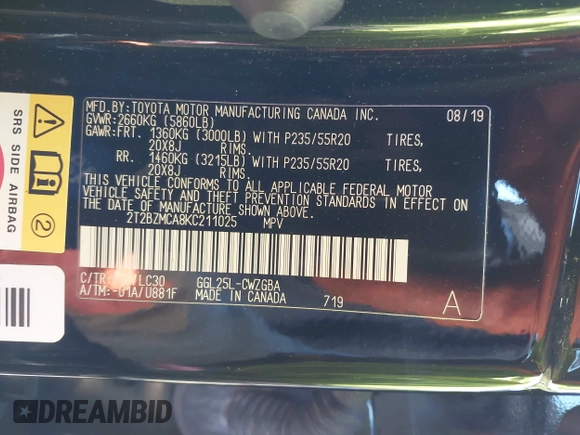 MFD.BY:TOYOTA MOTOR MANUFACTURING CANADA INC.
08/19
GVWR:2660KG (5860LB)
GAWR:FRT. 1360KG (3000LB) WITH P235/55R20 TIRES,
20X8J RIMS.
RR. 1460KG (3215LB) WITH P235/55R20 TIRES,
20X8J RIMS.
THIS VEHICLE CONFORMS TO ALL APPLICABLE FEDERAL MOTOR
VEHICLE SAFETY AND THEFT PREVENTION STANDARDS IN EFFECT ON
THE DATE OF MANUFACTURE SHOWN ABOVE.
2T2BZMCA8KC211025 MPV
C/TR: LC30 GGL25L-CWZGBA
A/TM:-01A/U881F MADE IN CANADA 719
A
SRS SIDE AIRBAG
2
DREAMBID